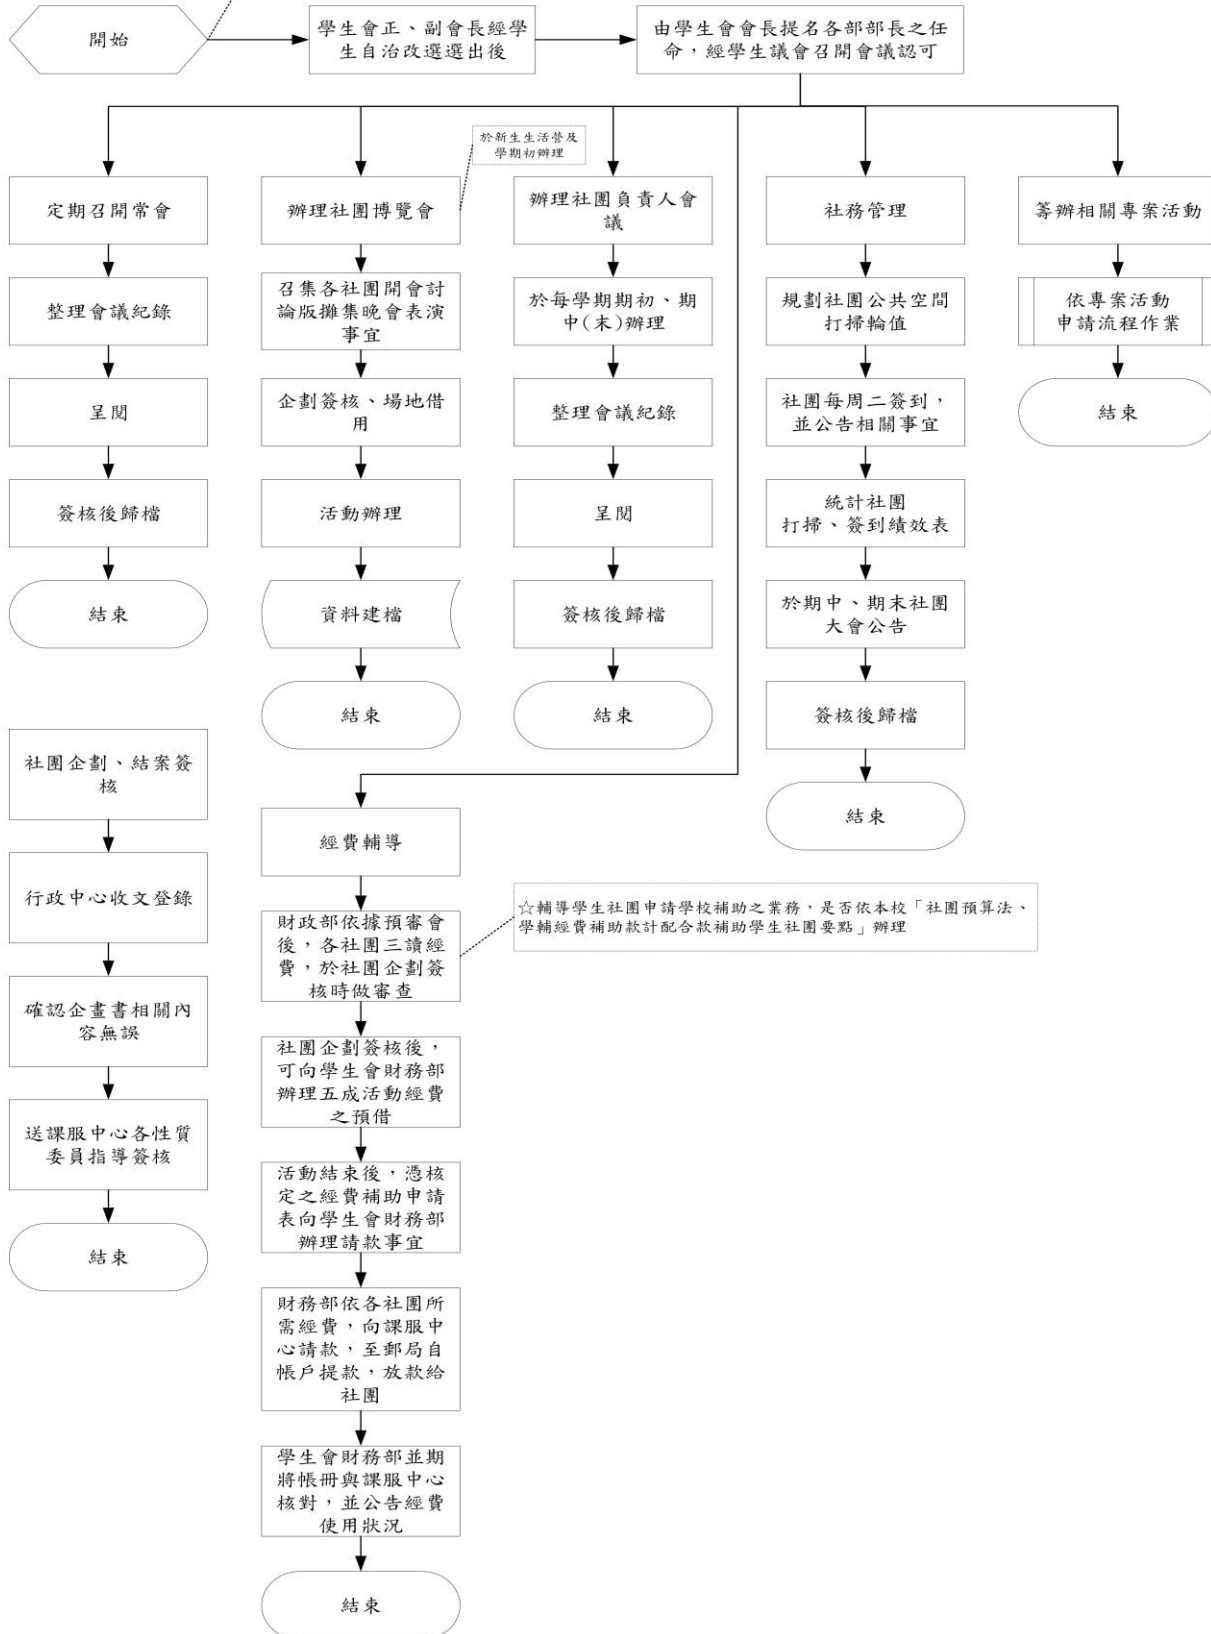 開始
學生會正、副會長經學
生自治改選選出後
由學生會會長提名各部部長之任
命，經學生議會召開會議認可
定期召開常會
整理會議紀錄
呈閱
簽核後歸檔
結束
於新生生活營及
學期初辦理
辦理社團博覽會
召集各社團開會討
論版攤集晚會表演
事宜
企劃簽核、場地借
用
活動辦理
資料建檔
結束
辦理社團負責人會
議
於每學期期初、期
中(末)辦理
整理會議紀錄
呈閱
簽核後歸檔
結束
社務管理
規劃社團公共空間
打掃輪值
社團每周二簽到，
並公告相關事宜
統計社團
打掃、簽到績效表
於期中、期末社團
大會公告
簽核後歸檔
結束
籌辦相關專案活動
依專案活動
申請流程作業
結束
社團企劃、結案簽
核
行政中心收文登錄
確認企畫書相關內
容無誤
送課服中心各性質
委員指導簽核
結束
經費輔導
財政部依據預審會
後，各社團三讀經
費，於社團企劃簽
核時做審查
☆輔導學生社團申請學校補助之業務，是否依本校「社團預算法、
學輔經費補助款計配合款補助學生社團要點」辦理
社團企劃簽核後，
可向學生會財務部
辦理五成活動經費
之預借
活動結束後，憑核
定之經費補助申請
表向學生會財務部
辦理請款事宜
財務部依各社團所
需經費，向課服中
心請款，至郵局自
帳戶提款，放款給
社團
學生會財務部並期
將帳冊與課服中心
核對，並公告經費
使用狀況
結束